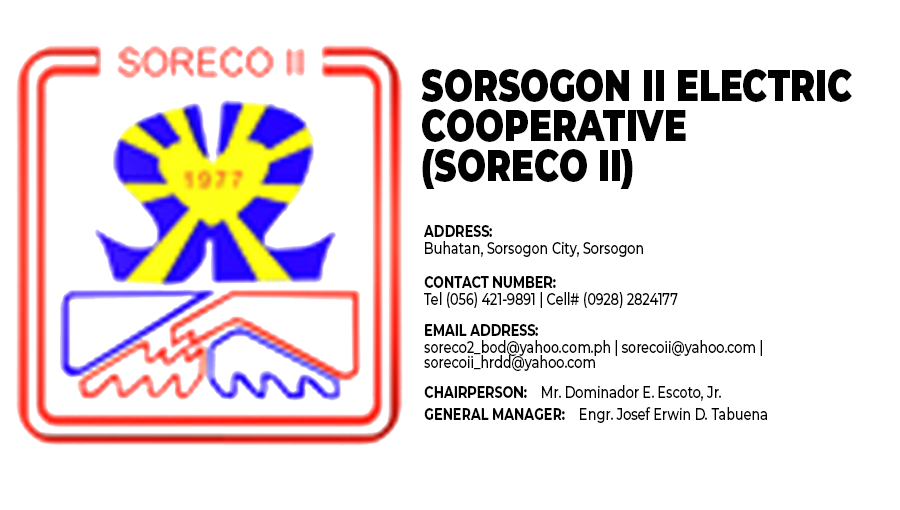 SORECO II
1977
SORSOGON II ELECTRIC
COOPERATIVE
(SORECO II)
ADDRESS:
Buhatan, Sorsogon City, Sorsogon
CONTACT NUMBER:
Tel (056) 421-9891 | Cell# (0928) 2824177
EMAIL ADDRESS:
soreco2_bod@yahoo.com.ph | sorecoii@yahoo.com |
sorecoii_hrdd@yahoo.com
CHAIRPERSON: Mr. Dominador E. Escoto, Jr.
GENERAL MANAGER: Engr. Josef Erwin D. Tabuena